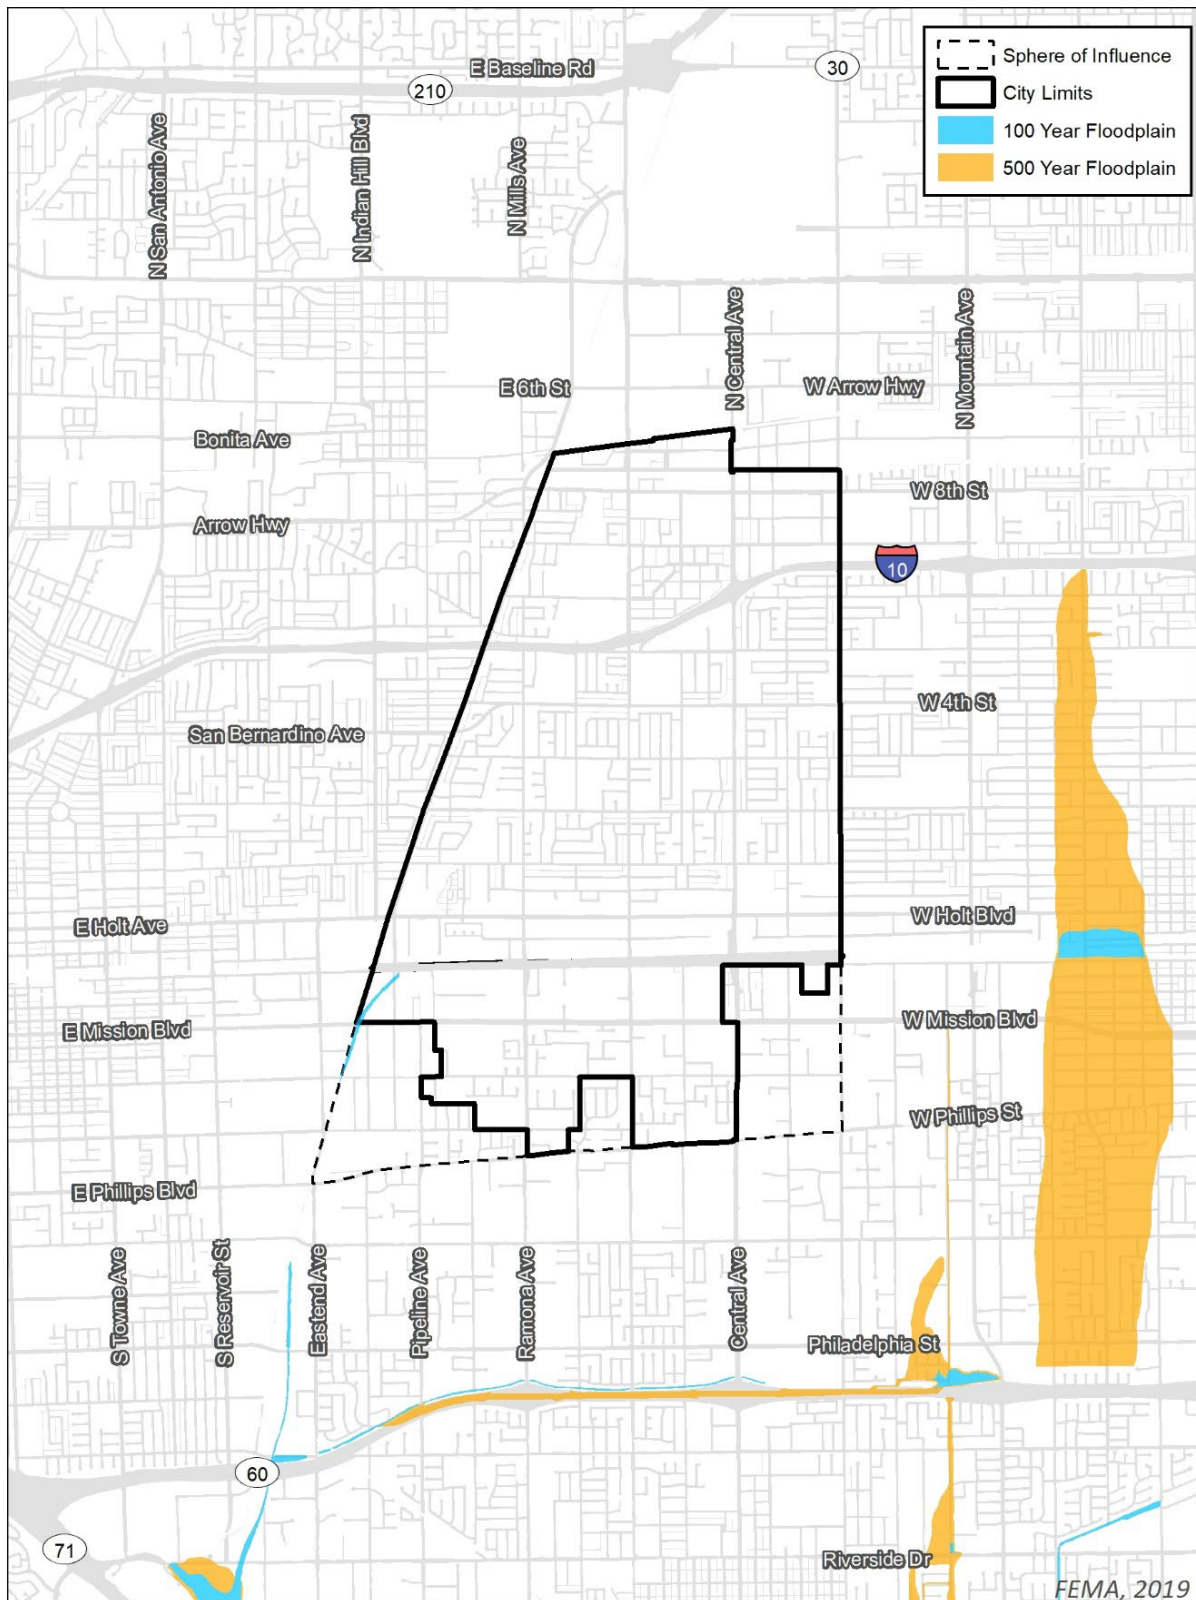 Sphere of Influence
City Limits
100 Year Floodplain
500 Year Floodplain
E Baseline Rd
30
210
N San Antonio Ave
N Indian Hill Blvd
N Mills Ave
N Central Ave
N Mountain Ave
E 6th St
W Arrow Hwy
Bonita Ave
W 8th St
Arrow Hwy
10
W 4th St
San Bernardino Ave
E Holt Ave
W Holt Blvd
E Mission Blvd
W Mission Blvd
W Phillips St
E Phillips Blvd
S Towne Ave
S Reservoir St
Eastend Ave
Pipeline Ave
Ramona Ave
Central Ave
Philadelphia St
60
71
Riverside Dr
FEMA, 2019